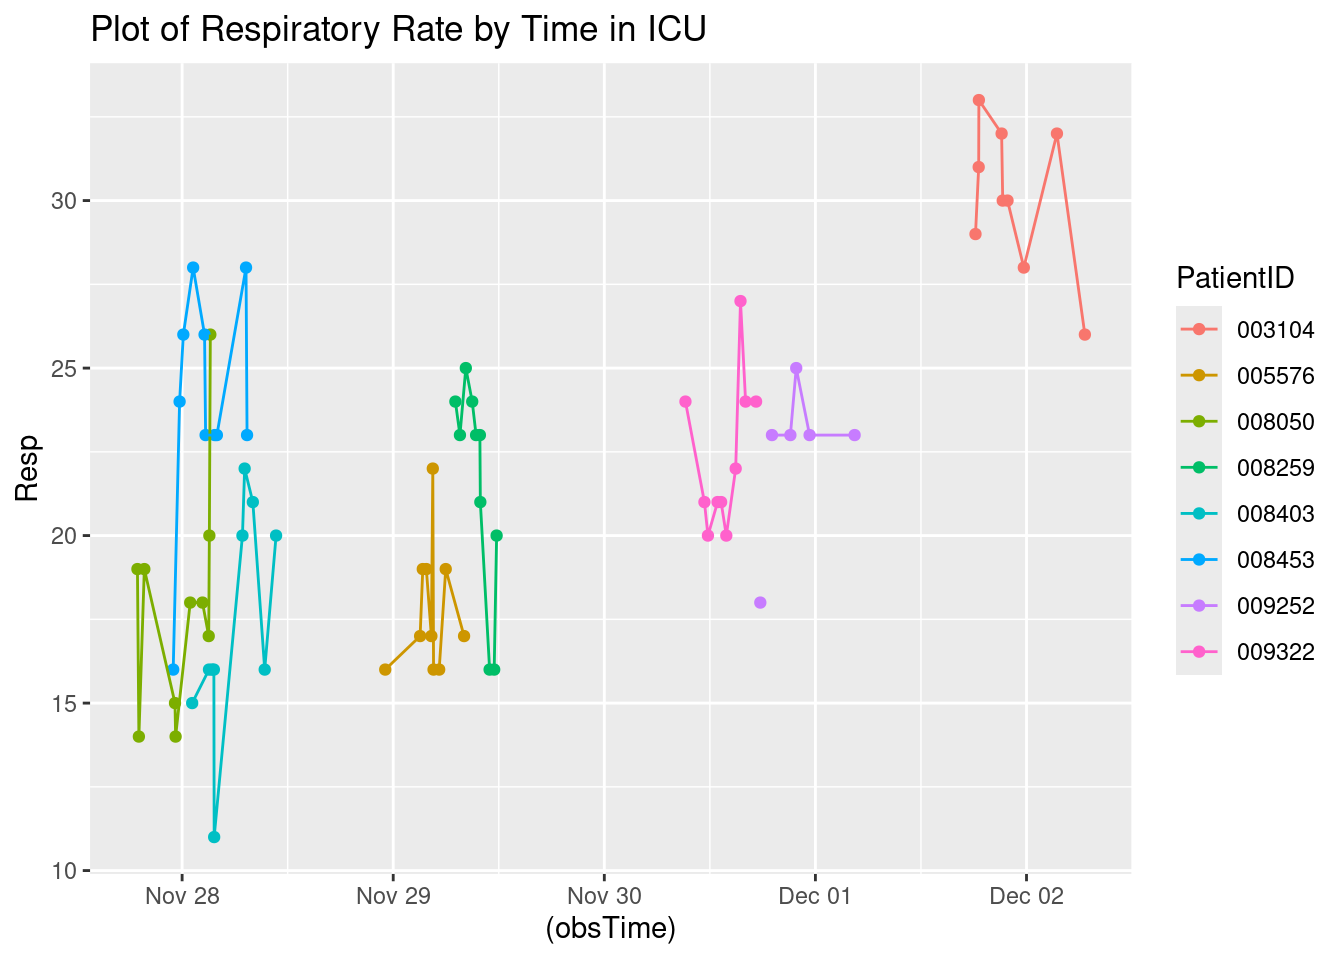 Plot of Respiratory Rate by Time in ICU
Resp
30
25
20
15
10
Nov 28
Nov 29
Nov 30
Dec 01
Dec 02
(obsTime)
PatientID
003104
005576
008050
008259
008403
008453
009252
009322